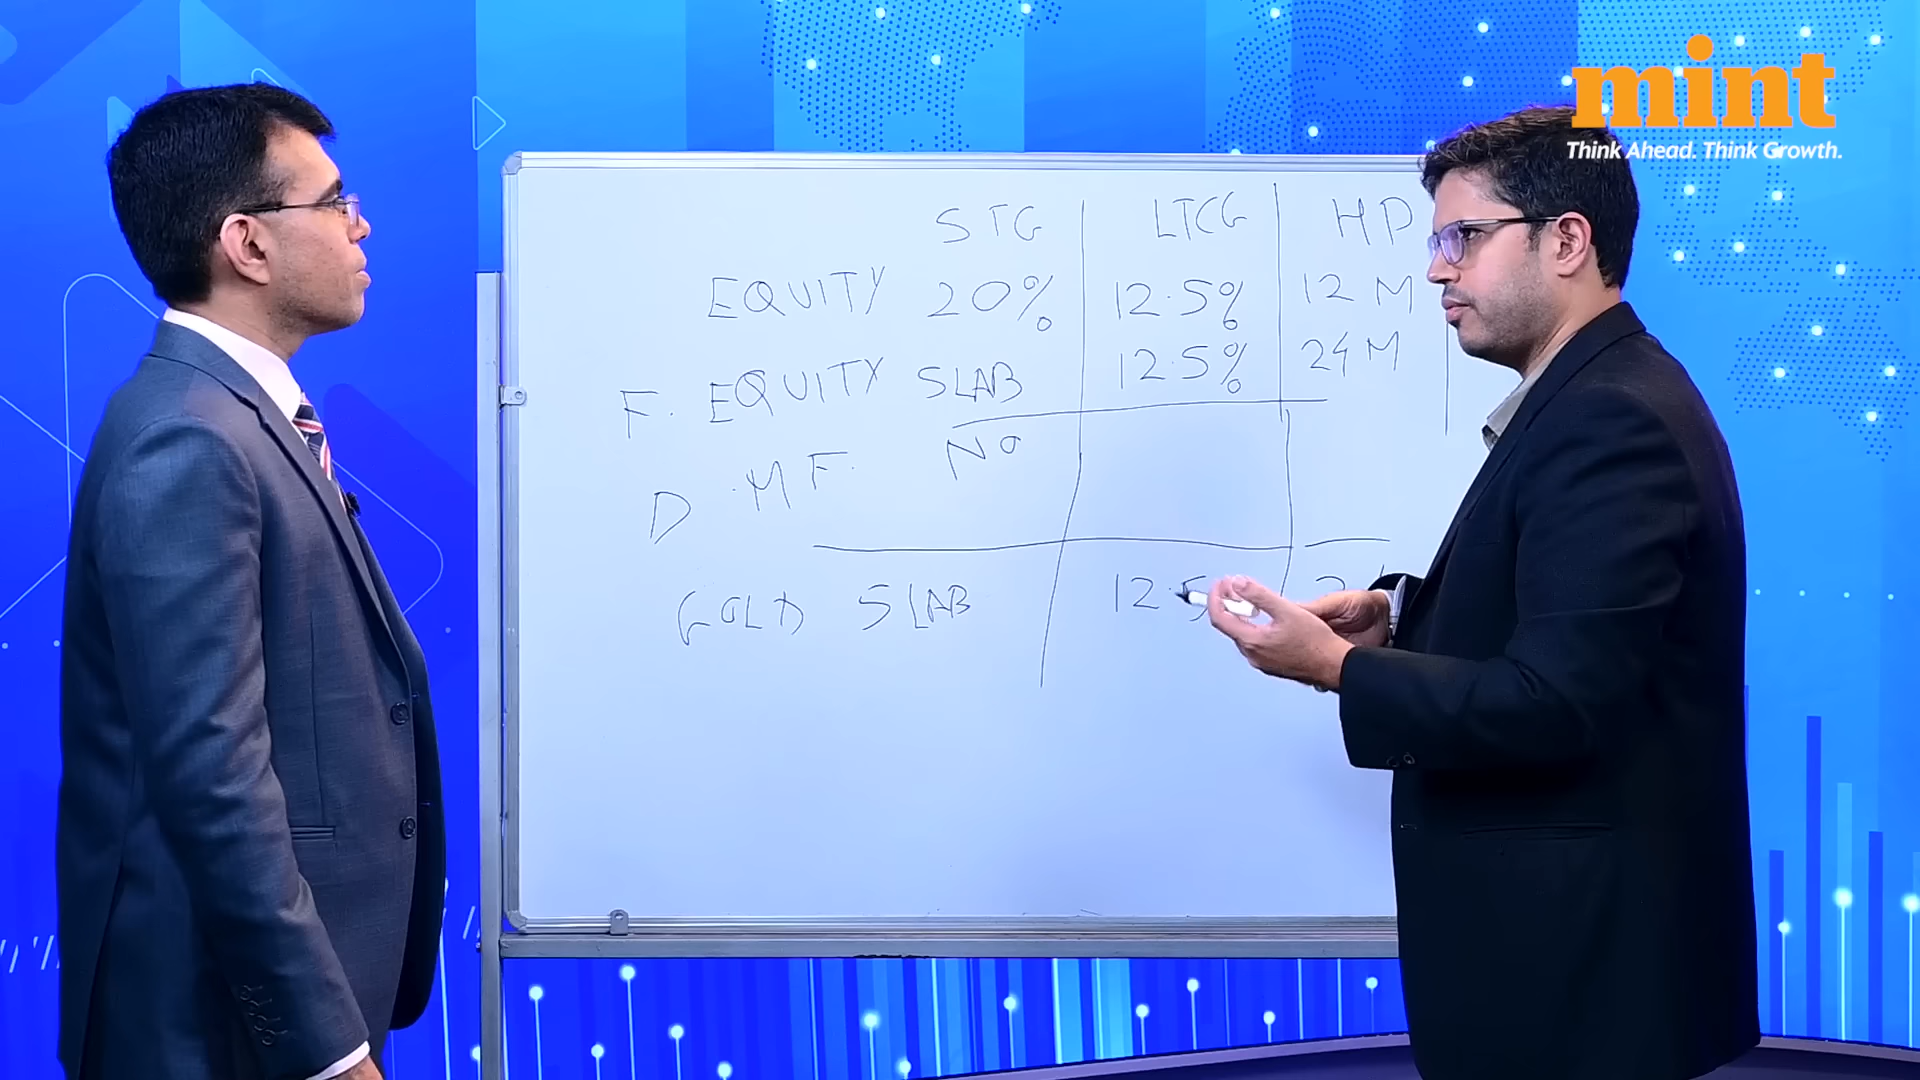 mint
Think Ahead. Think Growth.
STG LTCG HP
EQUITY 20% 12.5% 12 M
F. EQUITY SLAB 12.5% 24 M
D.MF. NO
GOLD SLAB 12.5